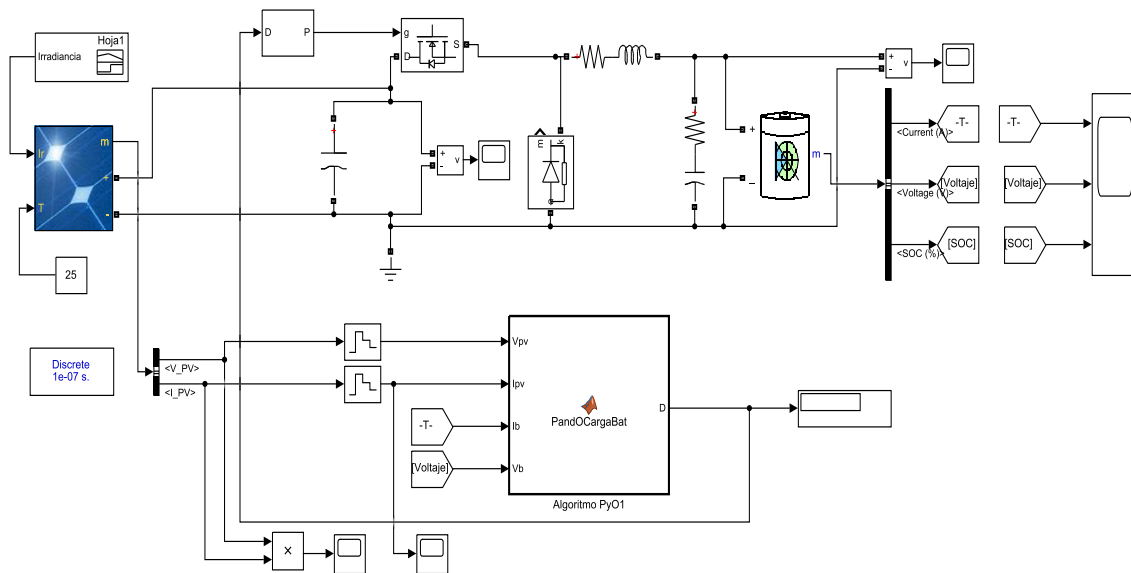 Hoja1
Irradiancia
D
P
g
D
S
+
+
-
v
Ir
T
m
+
-
+
-
v
m
k
a
+
+
-
m
<Current (A)>
-T-
-T-
<Voltage (V)>
[Voltaje]
[Voltaje]
<SOC (%)>
[SOC]
[SOC]
25
Discrete
1e-07 s.
<V_PV>
<I_PV>
Vpv
Ipv
-T-
Ib
[Voltaje]
Vb
PandOCargaBat
D
Algoritmo PyO1
×